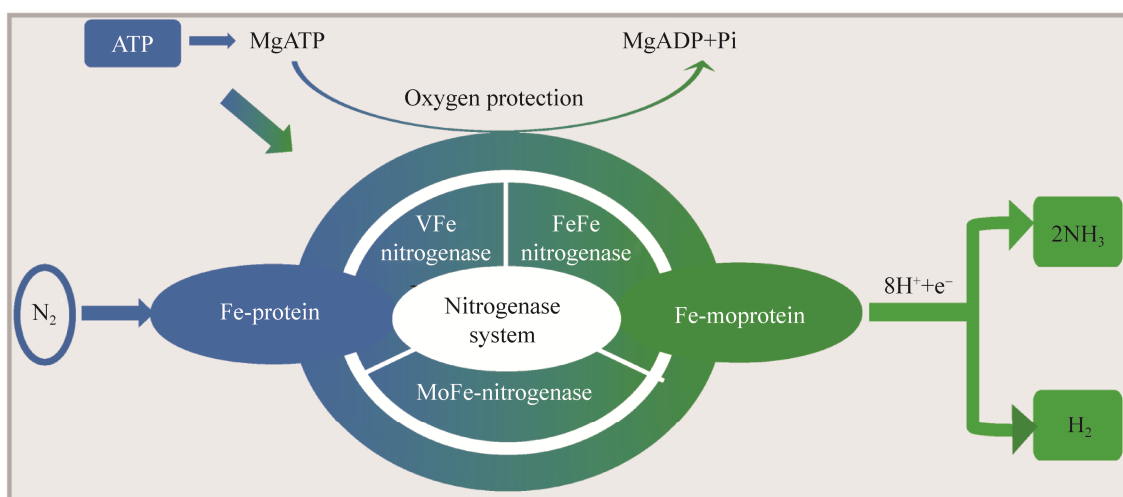 ATP
MgATP
MgADP+Pi
Oxygen protection
VFe
nitrogenase
FeFe
nitrogenase
N₂
Fe-protein
Nitrogenase
system
Fe-moprotein
8H⁺+e⁻
2NH₃
MoFe-nitrogenase
H₂